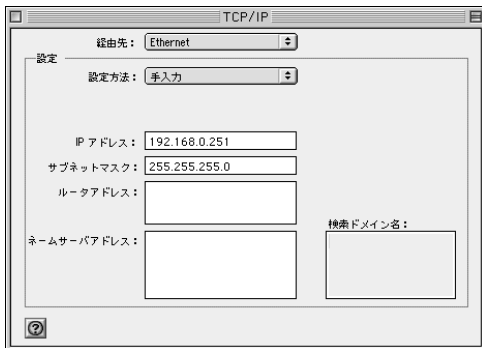 TCP/IP
経由先： Ethernet
設定
設定方法： 手入力
IP アドレス： 192.168.0.251
サブネットマスク： 255.255.255.0
ルータアドレス：
検索ドメイン名：
ネームサーバアドレス：
?